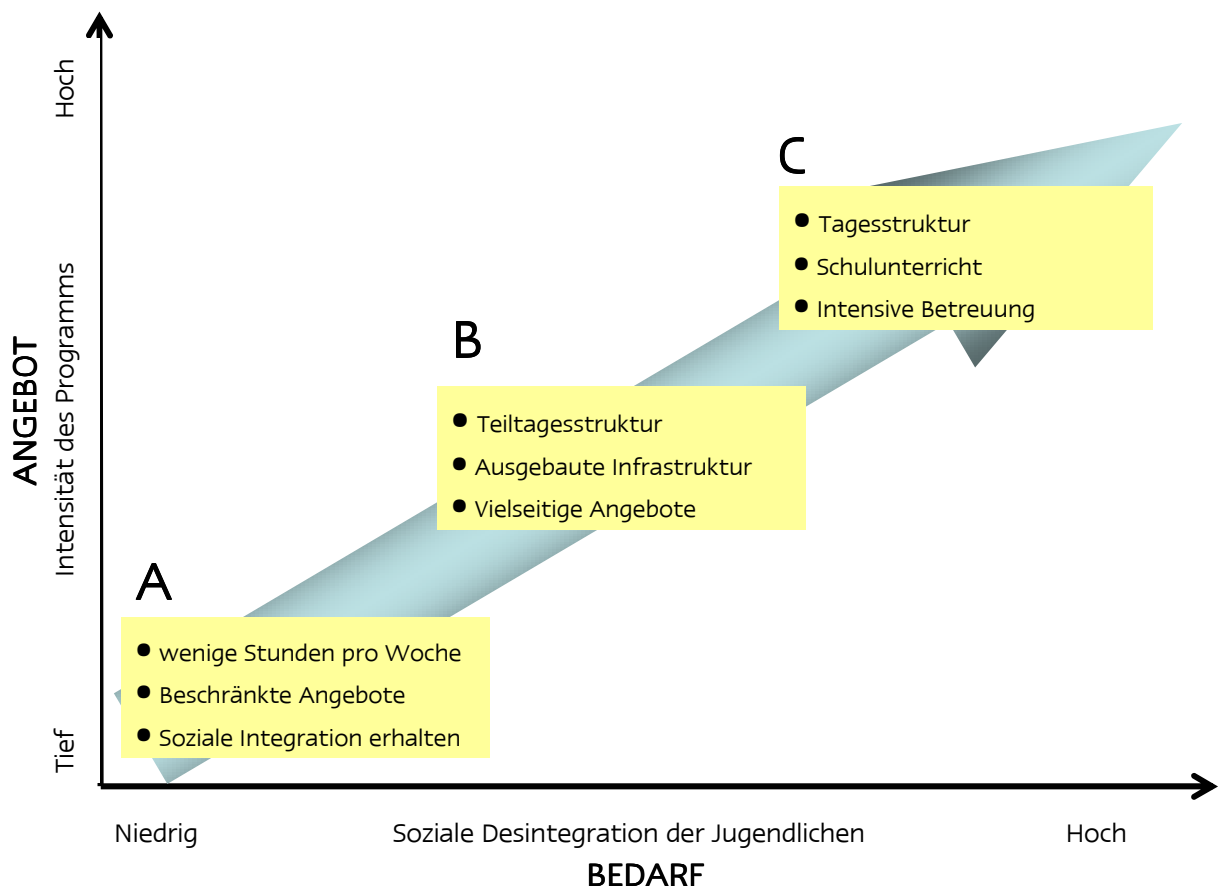 ANGEBOT
Intensität des Programms
Hoch
Tief
C
• Tagesstruktur
• Schulunterricht
• Intensive Betreuung
B
• Teiltagesstruktur
• Ausgebaute Infrastruktur
• Vielseitige Angebote
A
• wenige Stunden pro Woche
• Beschränkte Angebote
• Soziale Integration erhalten
Niedrig
Soziale Desintegration der Jugendlichen
Hoch
BEDARF